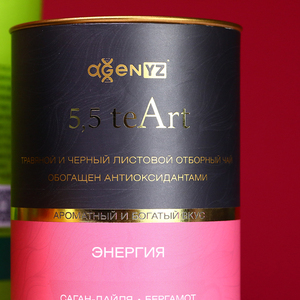 agenYZ
5,5 teArt
ТРАВЯНОЙ И ЧЕРНЫЙ ЛИСТОВОЙ ОТБОРНЫЙ ЧАЙ
ОБОГАЩЕН АНТИОКСИДАНТАМИ
АРОМАТНЫЙ И БОГАТЫЙ ВКУС
ЭНЕРГИЯ
САГАН-ДАЙЛЯ • БЕРГАМОТ